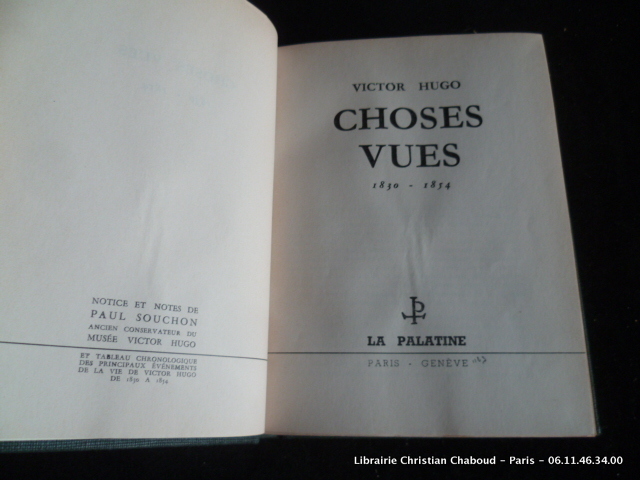 NOTICE ET NOTES DE
PAUL SOUCHON
ANCIEN CONSERVATEUR DU
MUSÉE VICTOR HUGO
ET TABLEAU CHRONOLOGIQUE
DES PRINCIPAUX ÉVÉNEMENTS
DE LA VIE DE VICTOR HUGO
DE 1830 A 1854
VICTOR HUGO
CHOSES
VUES
1830 - 1854
LA PALATINE
PARIS - GENÈVE
Librairie Christian Chaboud - Paris - 06.11.46.34.00